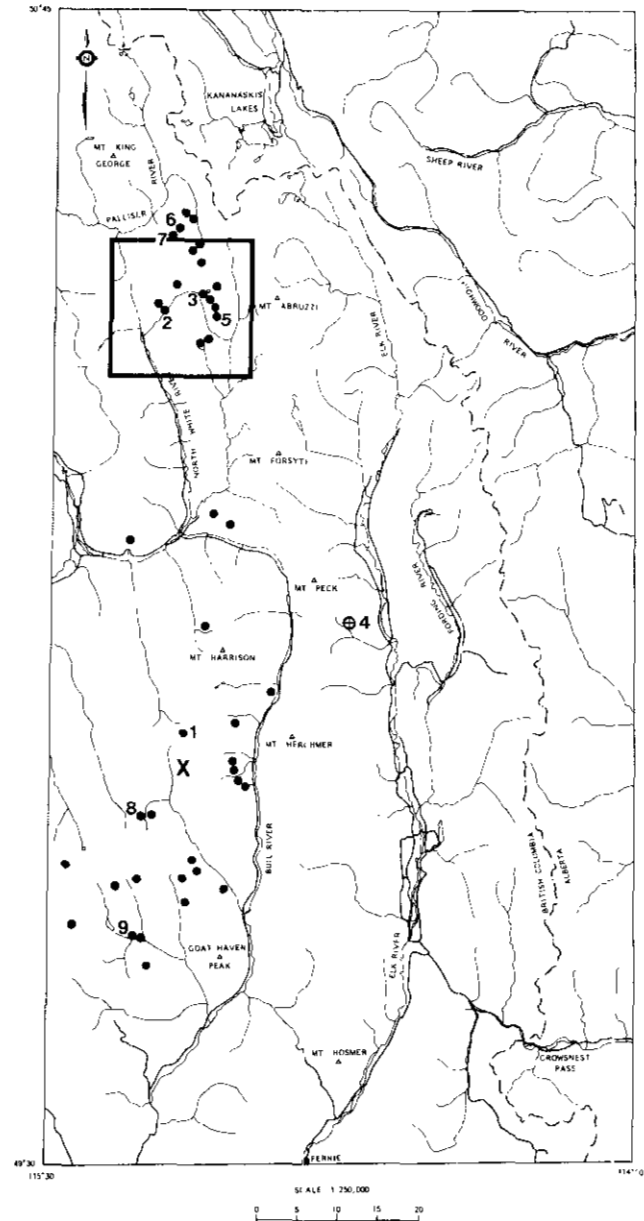 50°45
N
KANANASKIS
LAKES
MT KING
GEORGE
RIVER
PALLISER
SHEEP RIVER
6
7
3
2
5
MT ABRUZZI
ELK RIVER
HIGHWOOD
RIVER
NORTH WHITE RIVER
MT FORSYTH
MT PECK
FORDING RIVER
4
MT HARRISON
1
X
MT HERCHMER
8
BULL RIVER
BRITISH COLUMBIA
ALBERTA
9
GOAT HAVEN
PEAK
ELK RIVER
MT HOSMER
CROWSNEST
PASS
49°30
115°30
FERNIE
SCALE 1 250,000
0 5 10 15 20